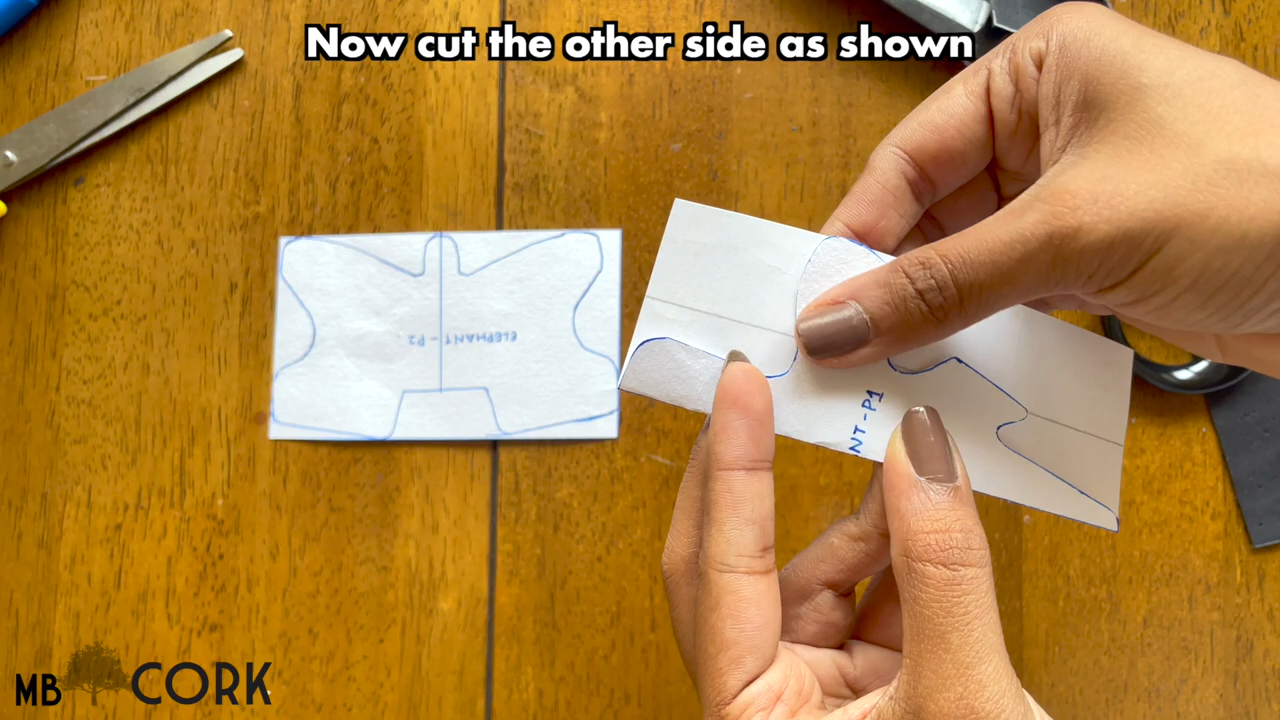 Now cut the other side as shown
ELEPHANT - P2
NT-P1
MB CORK